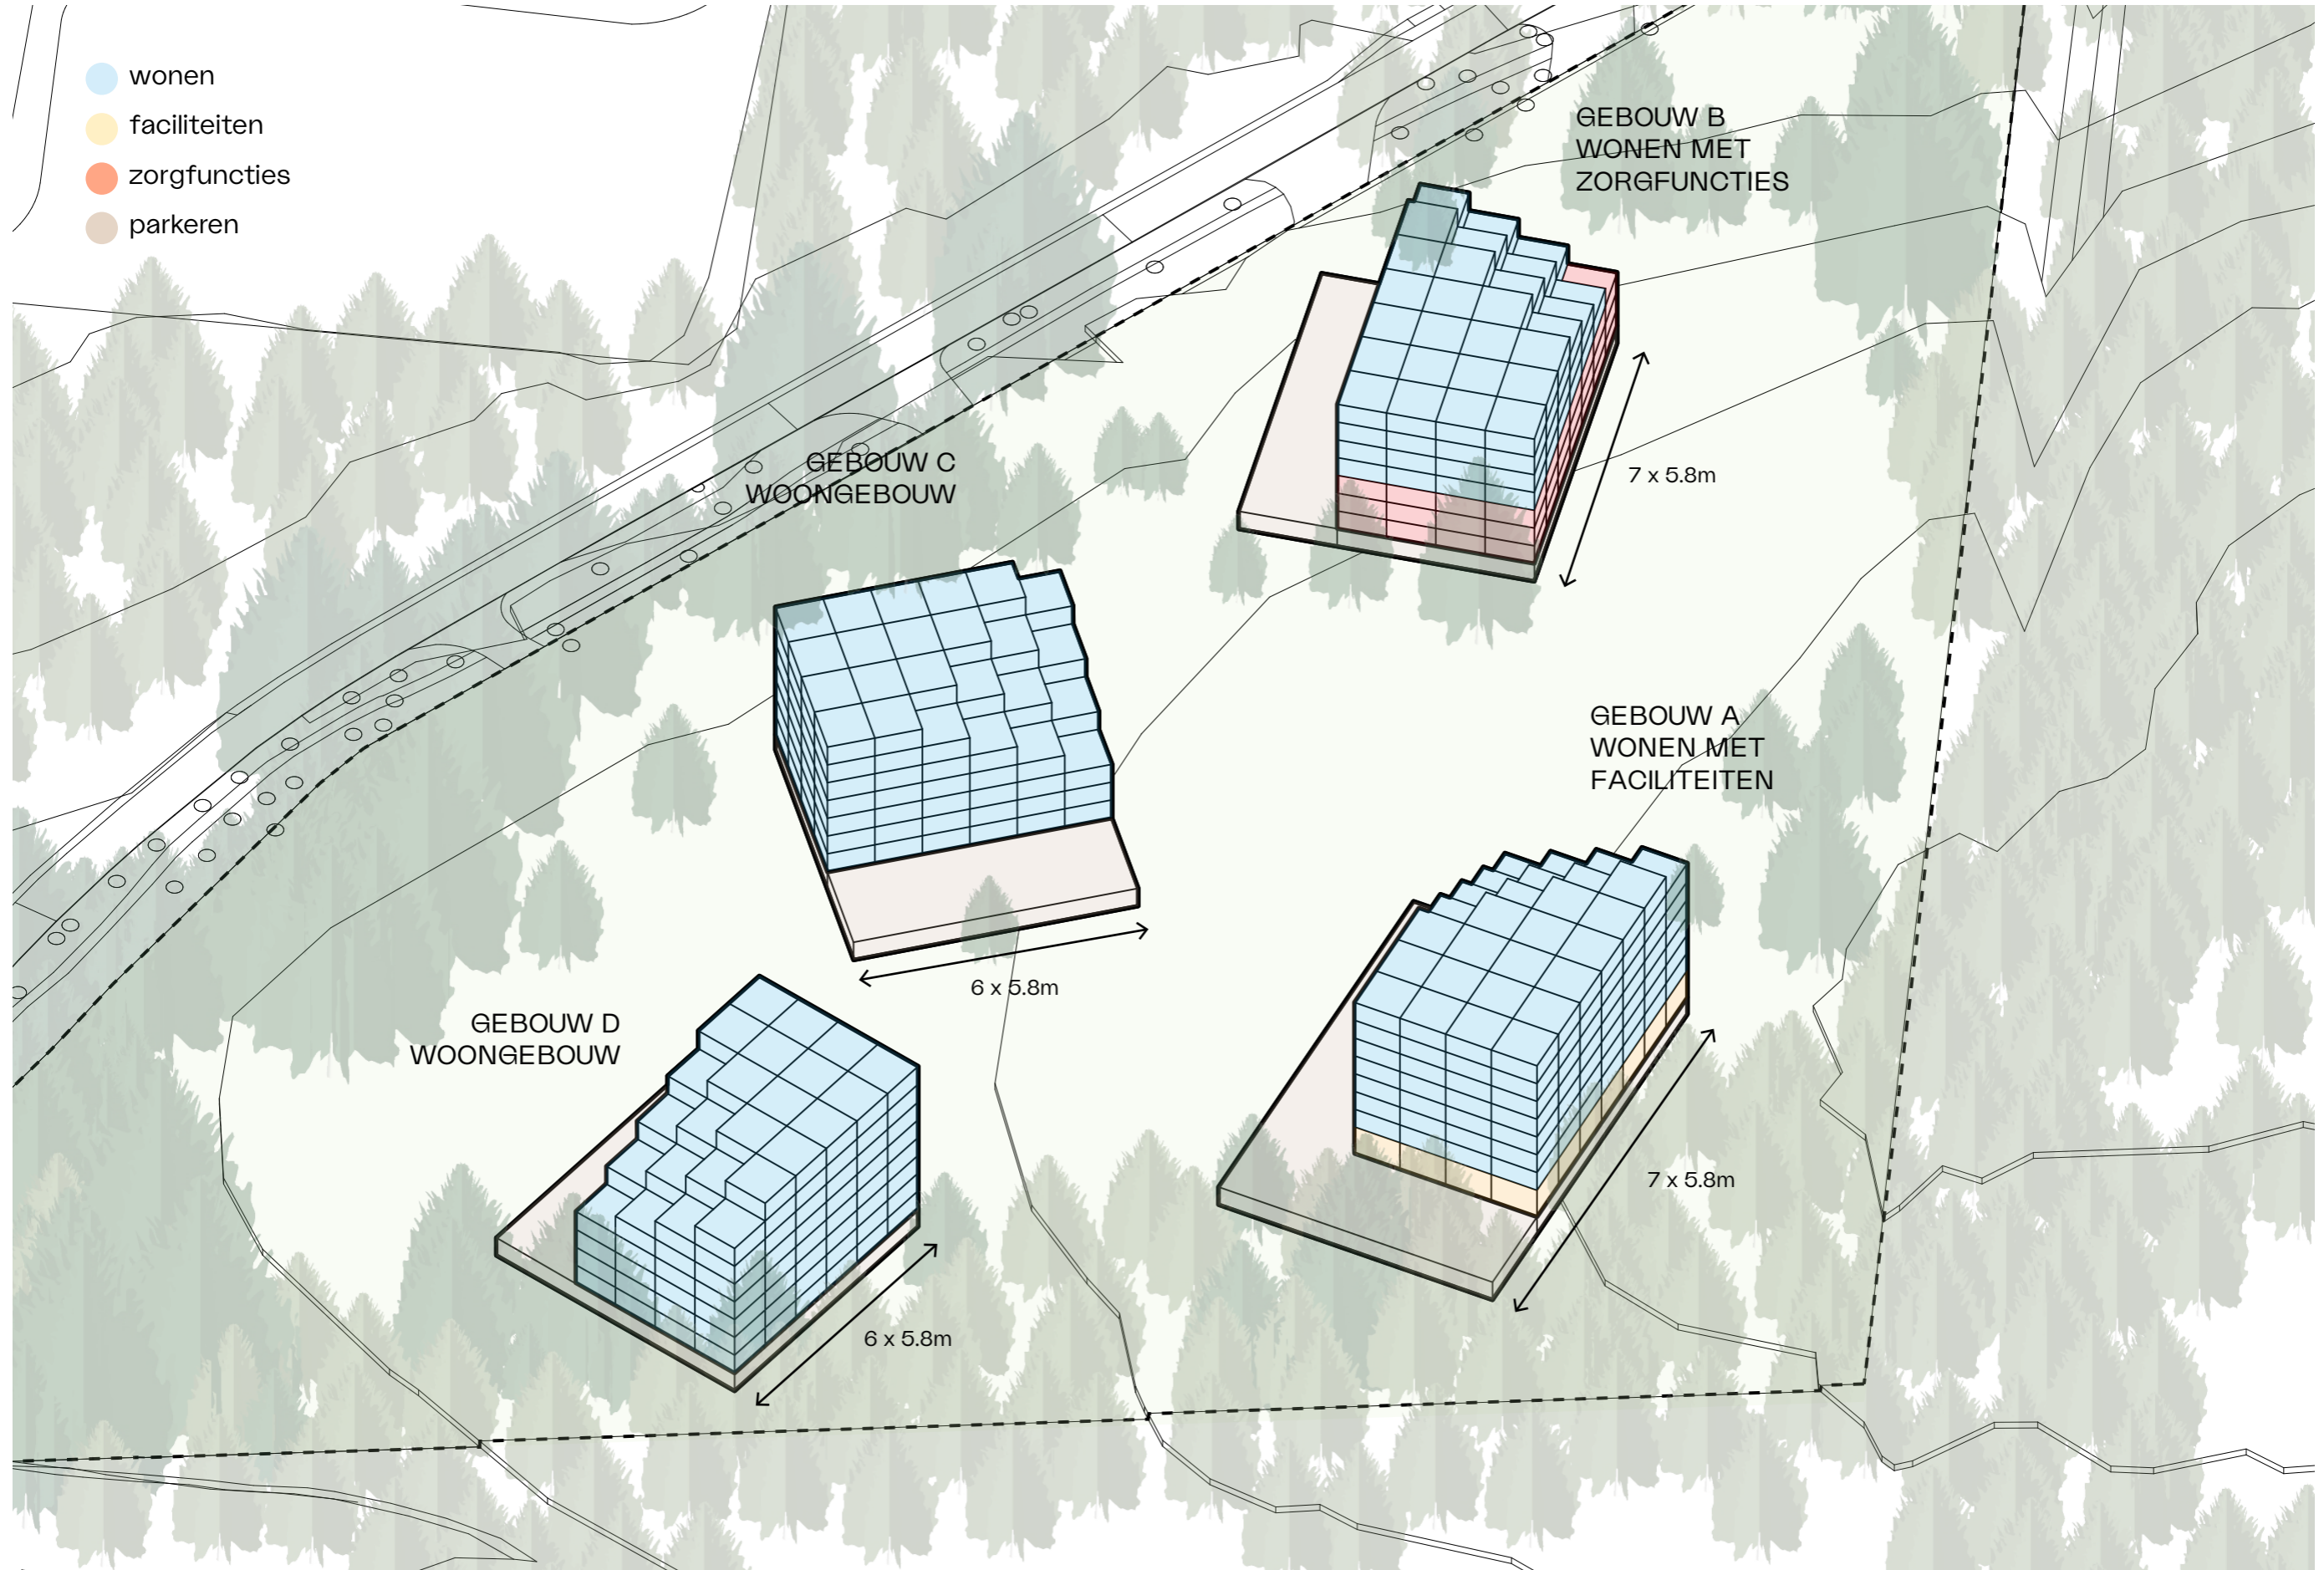 wonen
faciliteiten
zorgfuncties
parkeren
GEBOUW B
WONEN MET
ZORGFUNCTIES
7 x 5.8m
GEBOUW C
WOONGEBOUW
6 x 5.8m
GEBOUW A
WONEN MET
FACILITEITEN
7 x 5.8m
GEBOUW D
WOONGEBOUW
6 x 5.8m